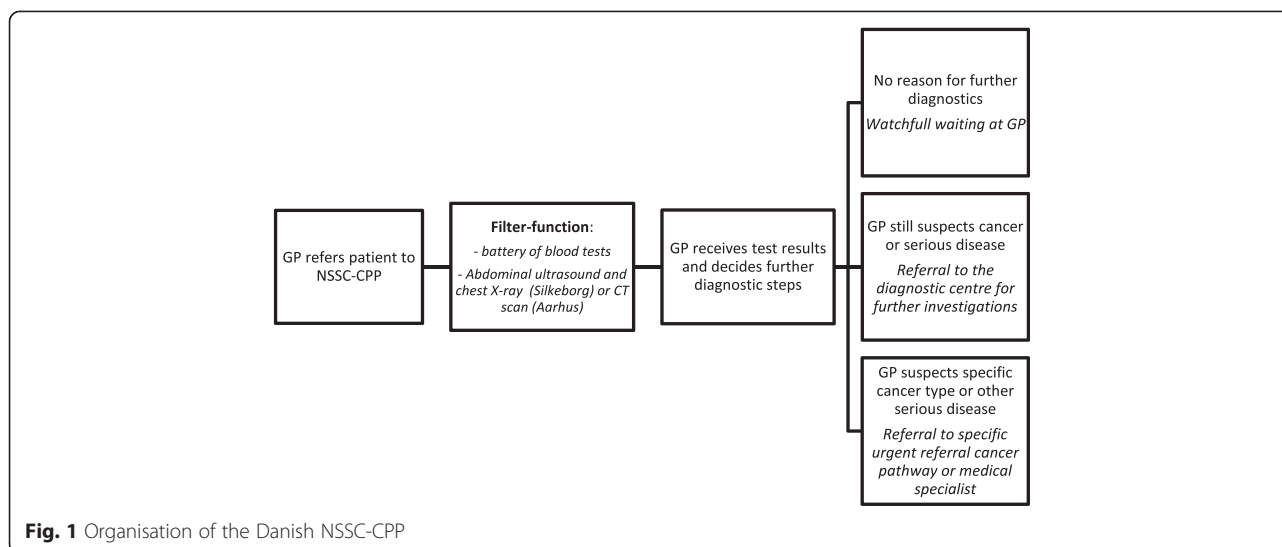 GP refers patient to
NSSC-CPP
Filter-function:
- battery of blood tests
- Abdominal ultrasound and
chest X-ray (Silkeborg) or CT
scan (Aarhus)
GP receives test results
and decides further
diagnostic steps
No reason for further
diagnostics
Watchfull waiting at GP
GP still suspects cancer
or serious disease
Referral to the
diagnostic centre for
further investigations
GP suspects specific
cancer type or other
serious disease
Referral to specific
urgent referral cancer
pathway or medical
specialist
Fig. 1 Organisation of the Danish NSSC-CPP